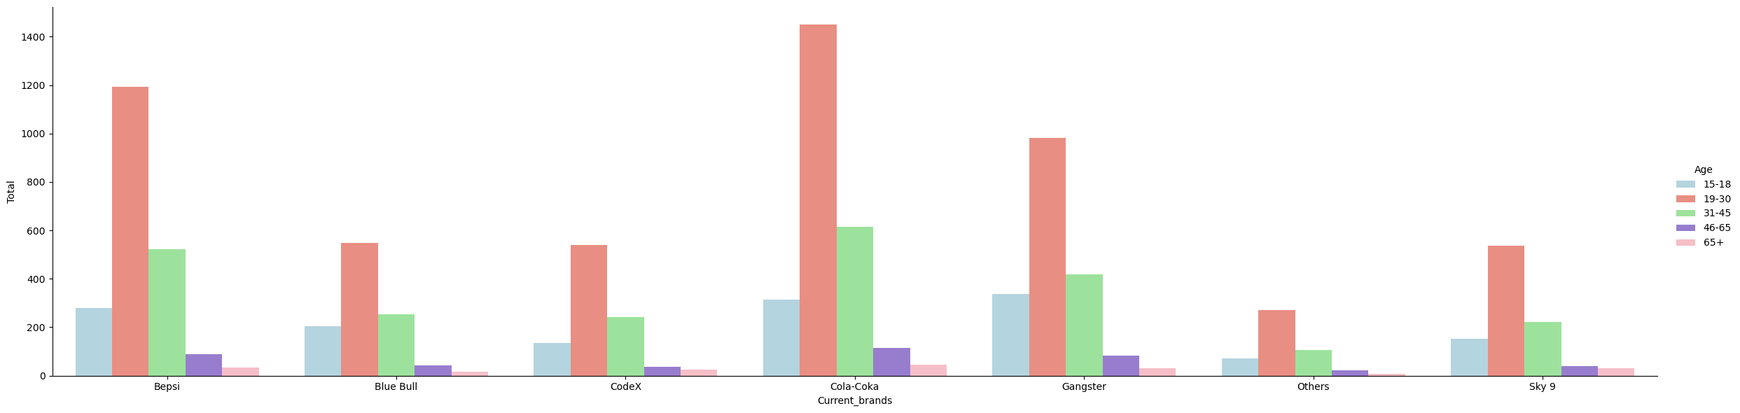 1400
1200
1000
800
600
400
200
0
Total
Bepsi
Blue Bull
CodeX
Cola-Coka
Gangster
Others
Sky 9
Current_brands
Age
15-18
19-30
31-45
46-65
65+